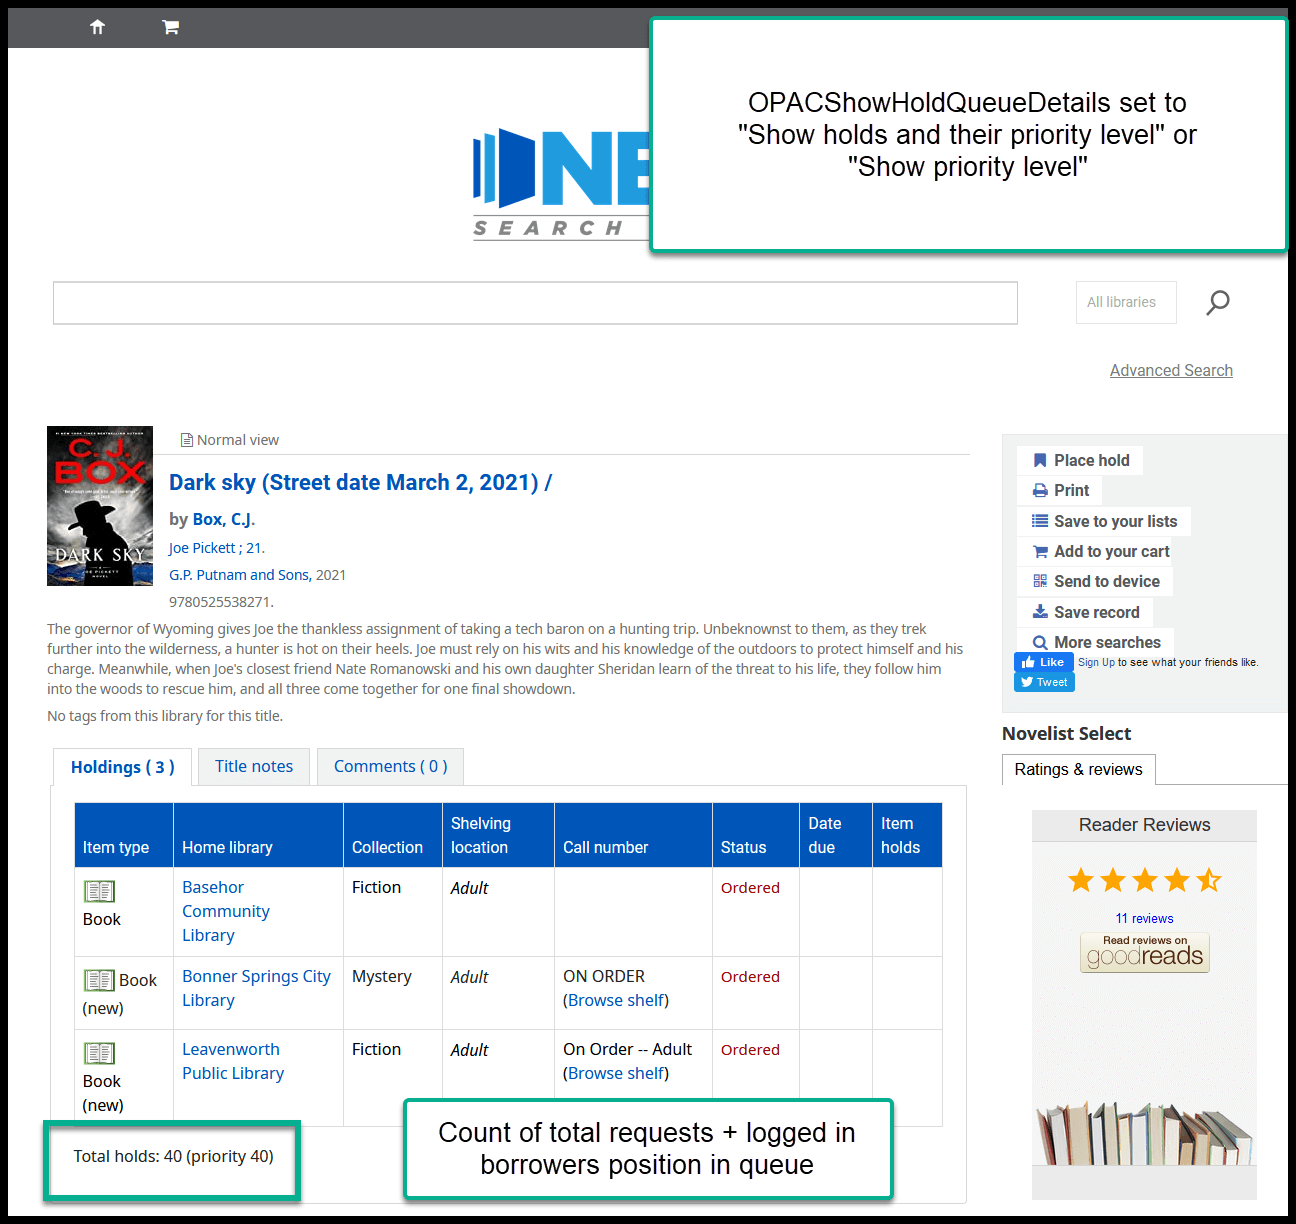 OPACShowHoldQueueDetails set to
"Show holds and their priority level" or
"Show priority level"
NE
SEARCH
All libraries
Advanced Search
C. J.
BOX
DARK SKY
Normal view
Dark sky (Street date March 2, 2021) /
by Box, C.J.
Joe Pickett ; 21.
G.P. Putnam and Sons, 2021
9780525538271.
The governor of Wyoming gives Joe the thankless assignment of taking a tech baron on a hunting trip. Unbeknownst to them, as they trek
further into the wilderness, a hunter is hot on their heels. Joe must rely on his wits and his knowledge of the outdoors to protect himself and his
charge. Meanwhile, when Joe's closest friend Nate Romanowski and his own daughter Sheridan learn of the threat to his life, they follow him
into the woods to rescue him, and all three come together for one final showdown.
No tags from this library for this title.
Place hold
Print
Save to your lists
Add to your cart
Send to device
Save record
More searches
Like Sign Up to see what your friends like.
Tweet
Novelist Select
Ratings & reviews
Reader Reviews
11 reviews
Read reviews on
goodreads
Holdings ( 3 ) Title notes Comments ( 0 )
Item type Home library Collection Shelving location Call number Status Date due Item holds
Book Basehor Community Library Fiction Adult Ordered
Book (new) Bonner Springs City Library Mystery Adult ON ORDER (Browse shelf) Ordered
Book (new) Leavenworth Public Library Fiction Adult On Order -- Adult (Browse shelf) Ordered
Total holds: 40 (priority 40)
Count of total requests + logged in
borrowers position in queue